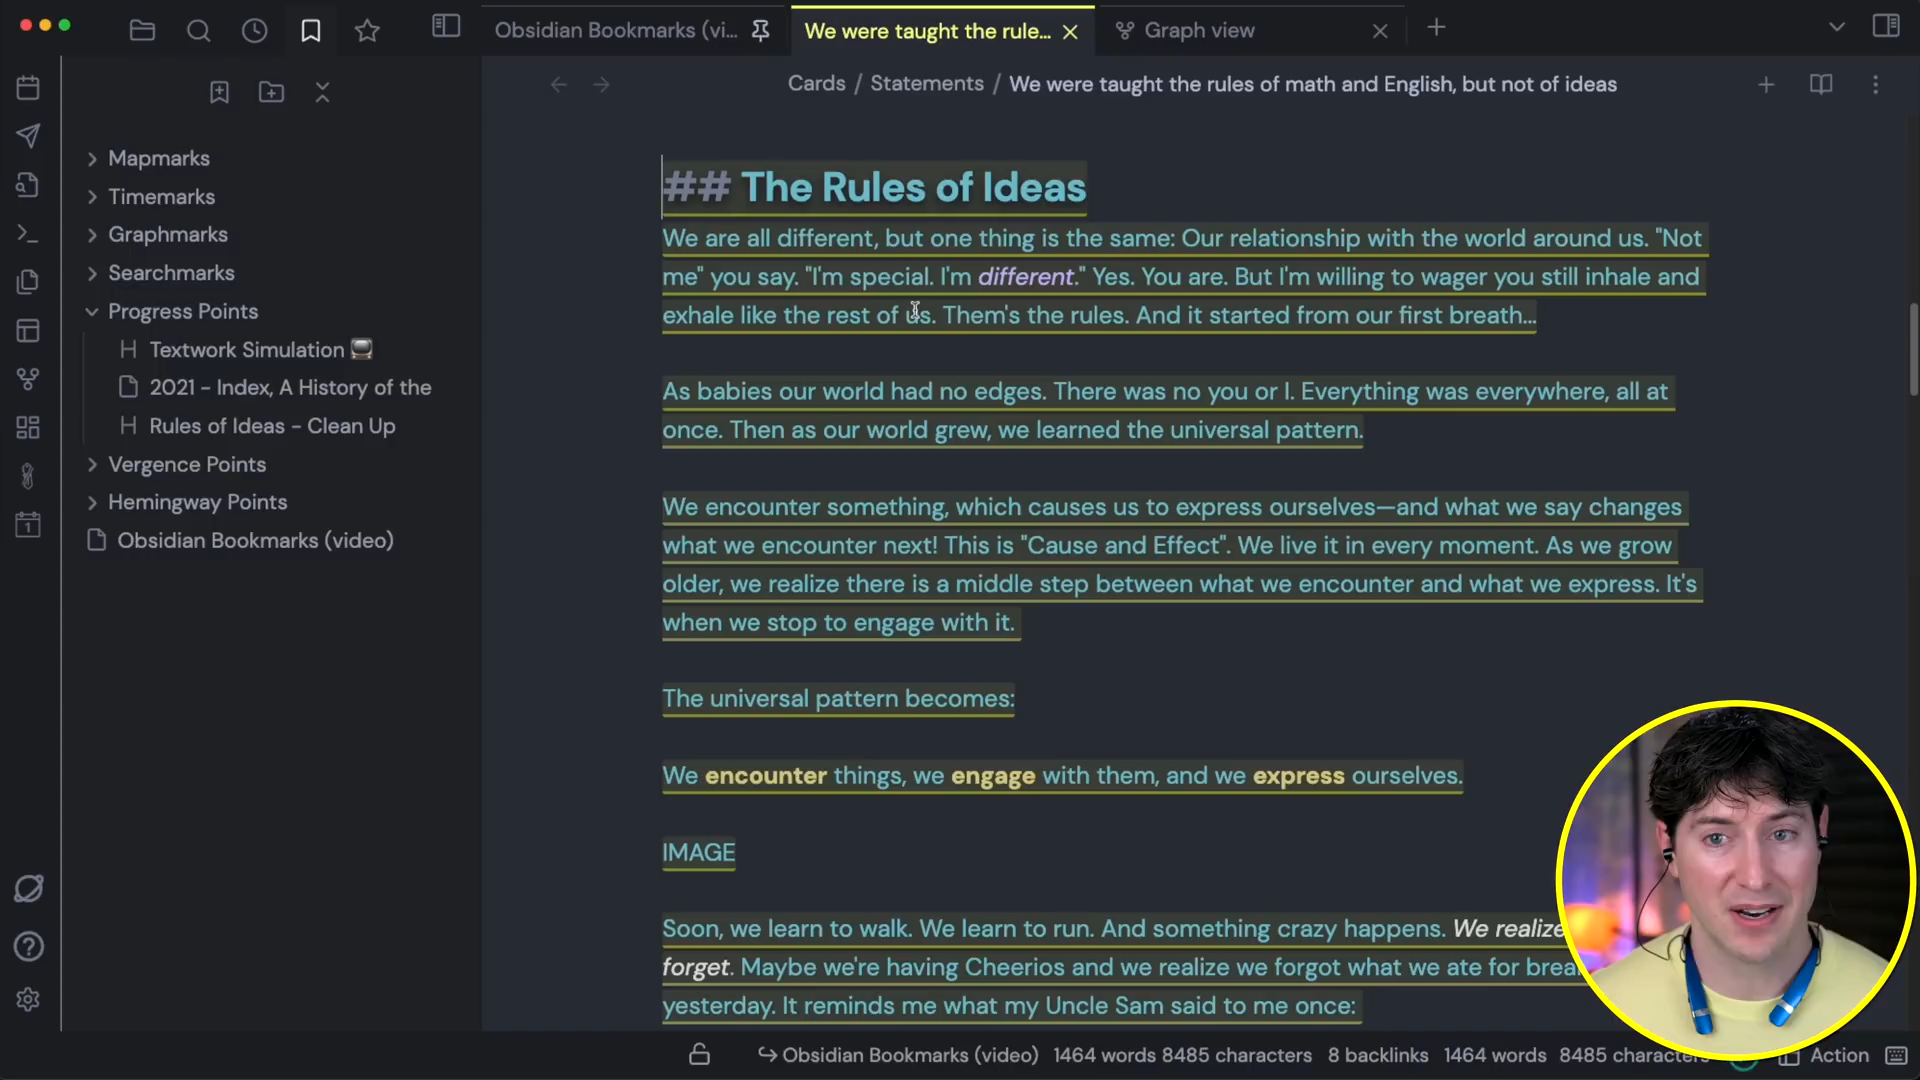 Obsidian Bookmarks (vi...
We were taught the rule...
Graph view
Cards / Statements / We were taught the rules of math and English, but not of ideas
Mapmarks
Timemarks
Graphmarks
Searchmarks
Progress Points
Textwork Simulation
2021 – Index, A History of the
Rules of Ideas – Clean Up
Vergence Points
Hemingway Points
Obsidian Bookmarks (video)
1
## The Rules of Ideas
We are all different, but one thing is the same: Our relationship with the world around us. "Not
me" you say. "I'm special. I'm different." Yes. You are. But I'm willing to wager you still inhale and
exhale like the rest of us. Them's the rules. And it started from our first breath...
As babies our world had no edges. There was no you or I. Everything was everywhere, all at
once. Then as our world grew, we learned the universal pattern.
We encounter something, which causes us to express ourselves—and what we say changes
what we encounter next! This is "Cause and Effect". We live it in every moment. As we grow
older, we realize there is a middle step between what we encounter and what we express. It's
when we stop to engage with it.
The universal pattern becomes:
We encounter things, we engage with them, and we express ourselves.
IMAGE
Soon, we learn to walk. We learn to run. And something crazy happens. We realize
forget. Maybe we're having Cheerios and we realize we forgot what we ate for brea
yesterday. It reminds me what my Uncle Sam said to me once:
Obsidian Bookmarks (video) 1464 words 8485 characters 8 backlinks 1464 words 8485 characters Action